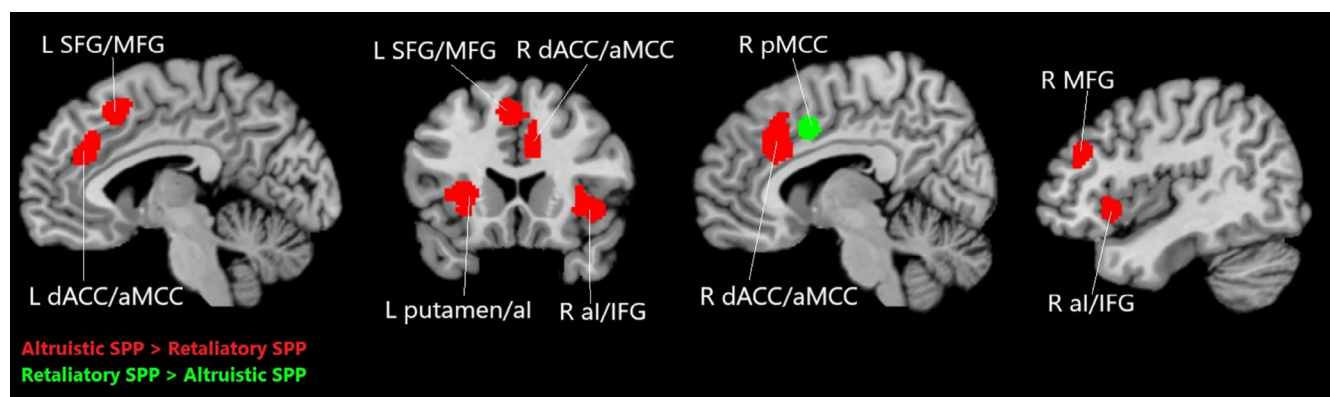 L SFG/MFG
L dACC/aMCC
L SFG/MFG
R dACC/aMCC
L putamen/aI
R aI/IFG
R pMCC
R dACC/aMCC
R MFG
R aI/IFG
Altruistic SPP > Retaliatory SPP
Retaliatory SPP > Altruistic SPP